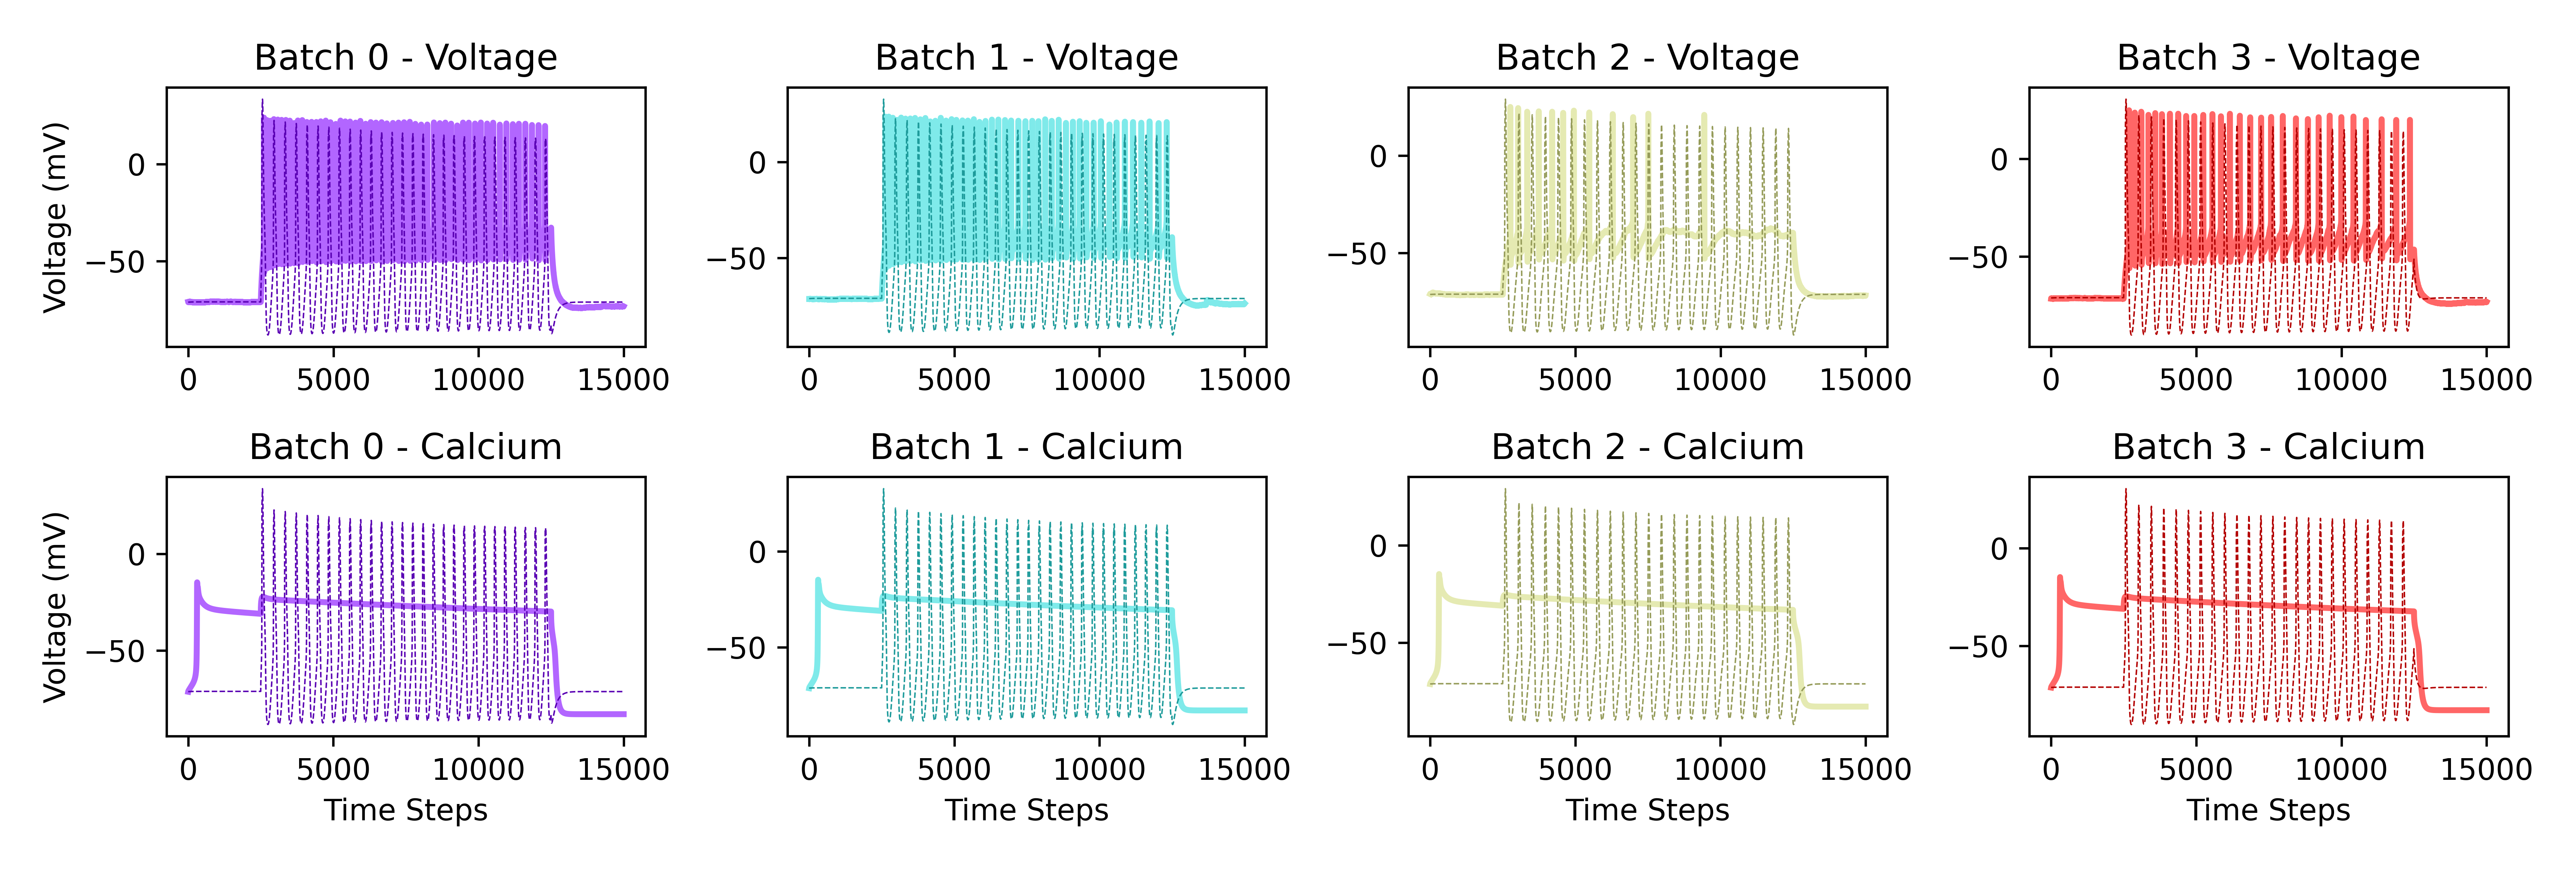 Batch 0 - Voltage
Batch 1 - Voltage
Batch 2 - Voltage
Batch 3 - Voltage
Voltage (mV)
0
−50
0
−50
0
−50
0
−50
0 5000 10000 15000
0 5000 10000 15000
0 5000 10000 15000
0 5000 10000 15000
Batch 0 - Calcium
Batch 1 - Calcium
Batch 2 - Calcium
Batch 3 - Calcium
Voltage (mV)
0
−50
0
−50
0
−50
0
−50
0 5000 10000 15000
0 5000 10000 15000
0 5000 10000 15000
0 5000 10000 15000
Time Steps
Time Steps
Time Steps
Time Steps